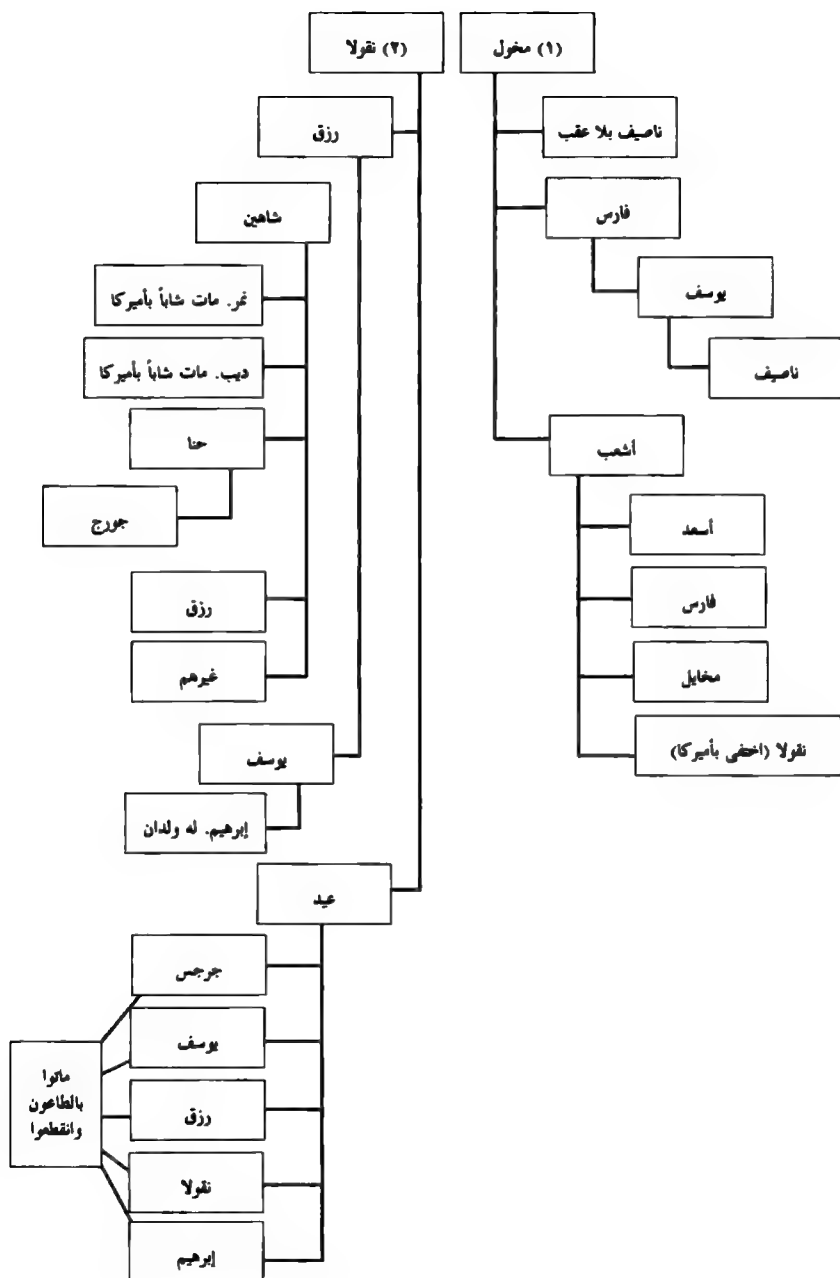 (١) مخول
ناصيف بلا عقب
فارس
يوسف
ناصيف
أشعب
أسعد
فارس
مخايل
نقولا (اختفى بأميركا)
(٢) نقولا
رزق
شاهين
نمر. مات شاباً بأميركا
ديب. مات شاباً بأميركا
حنا
جورج
رزق
غيرهم
يوسف
إبرهيم. له ولدان
عيد
جرجس
يوسف
رزق
نقولا
إبرهيم
ماتوا
بالطاعون
وانقطعوا